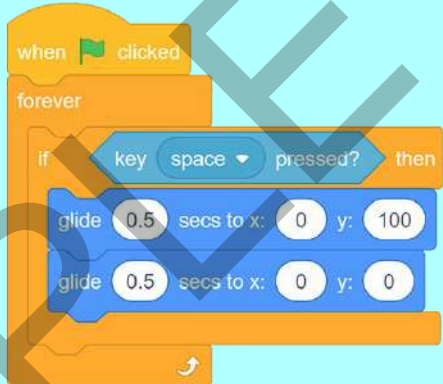 when clicked
forever
if key space pressed? then
glide 0.5 secs to x: 0 y: 100
glide 0.5 secs to x: 0 y: 0